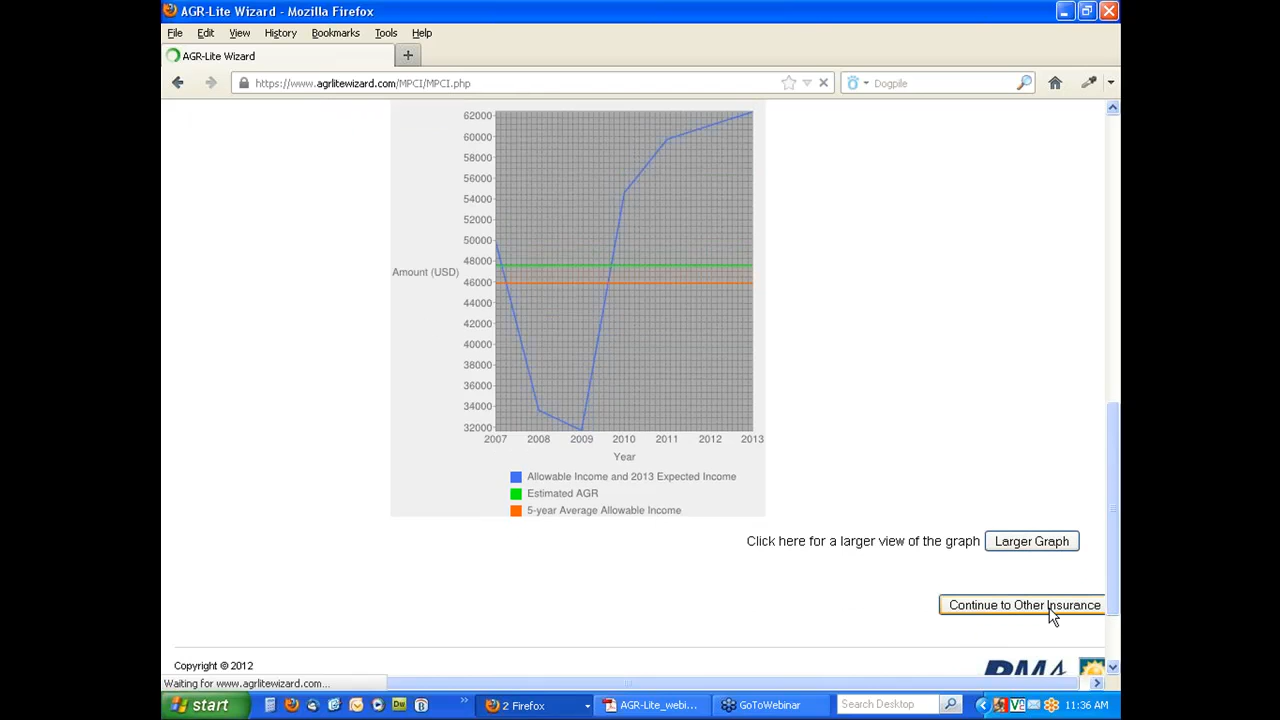 AGR-Lite Wizard - Mozilla Firefox
File Edit View History Bookmarks Tools Help
AGR-Lite Wizard
https://www.agrlitewizard.com/MPCI/MPCI.php
Dogpile
62000
60000
58000
56000
54000
52000
50000
48000
Amount (USD)
46000
44000
42000
40000
38000
36000
34000
32000
2007 2008 2009 2010 2011 2012 2013
Year
Allowable Income and 2013 Expected Income
Estimated AGR
5-year Average Allowable Income
Click here for a larger view of the graph Larger Graph
Continue to Other Insurance
Copyright © 2012
Waiting for www.agrlitewizard.com...
start
2 Firefox
AGR-Lite_webi...
GoToWebinar
Search Desktop
11:36 AM